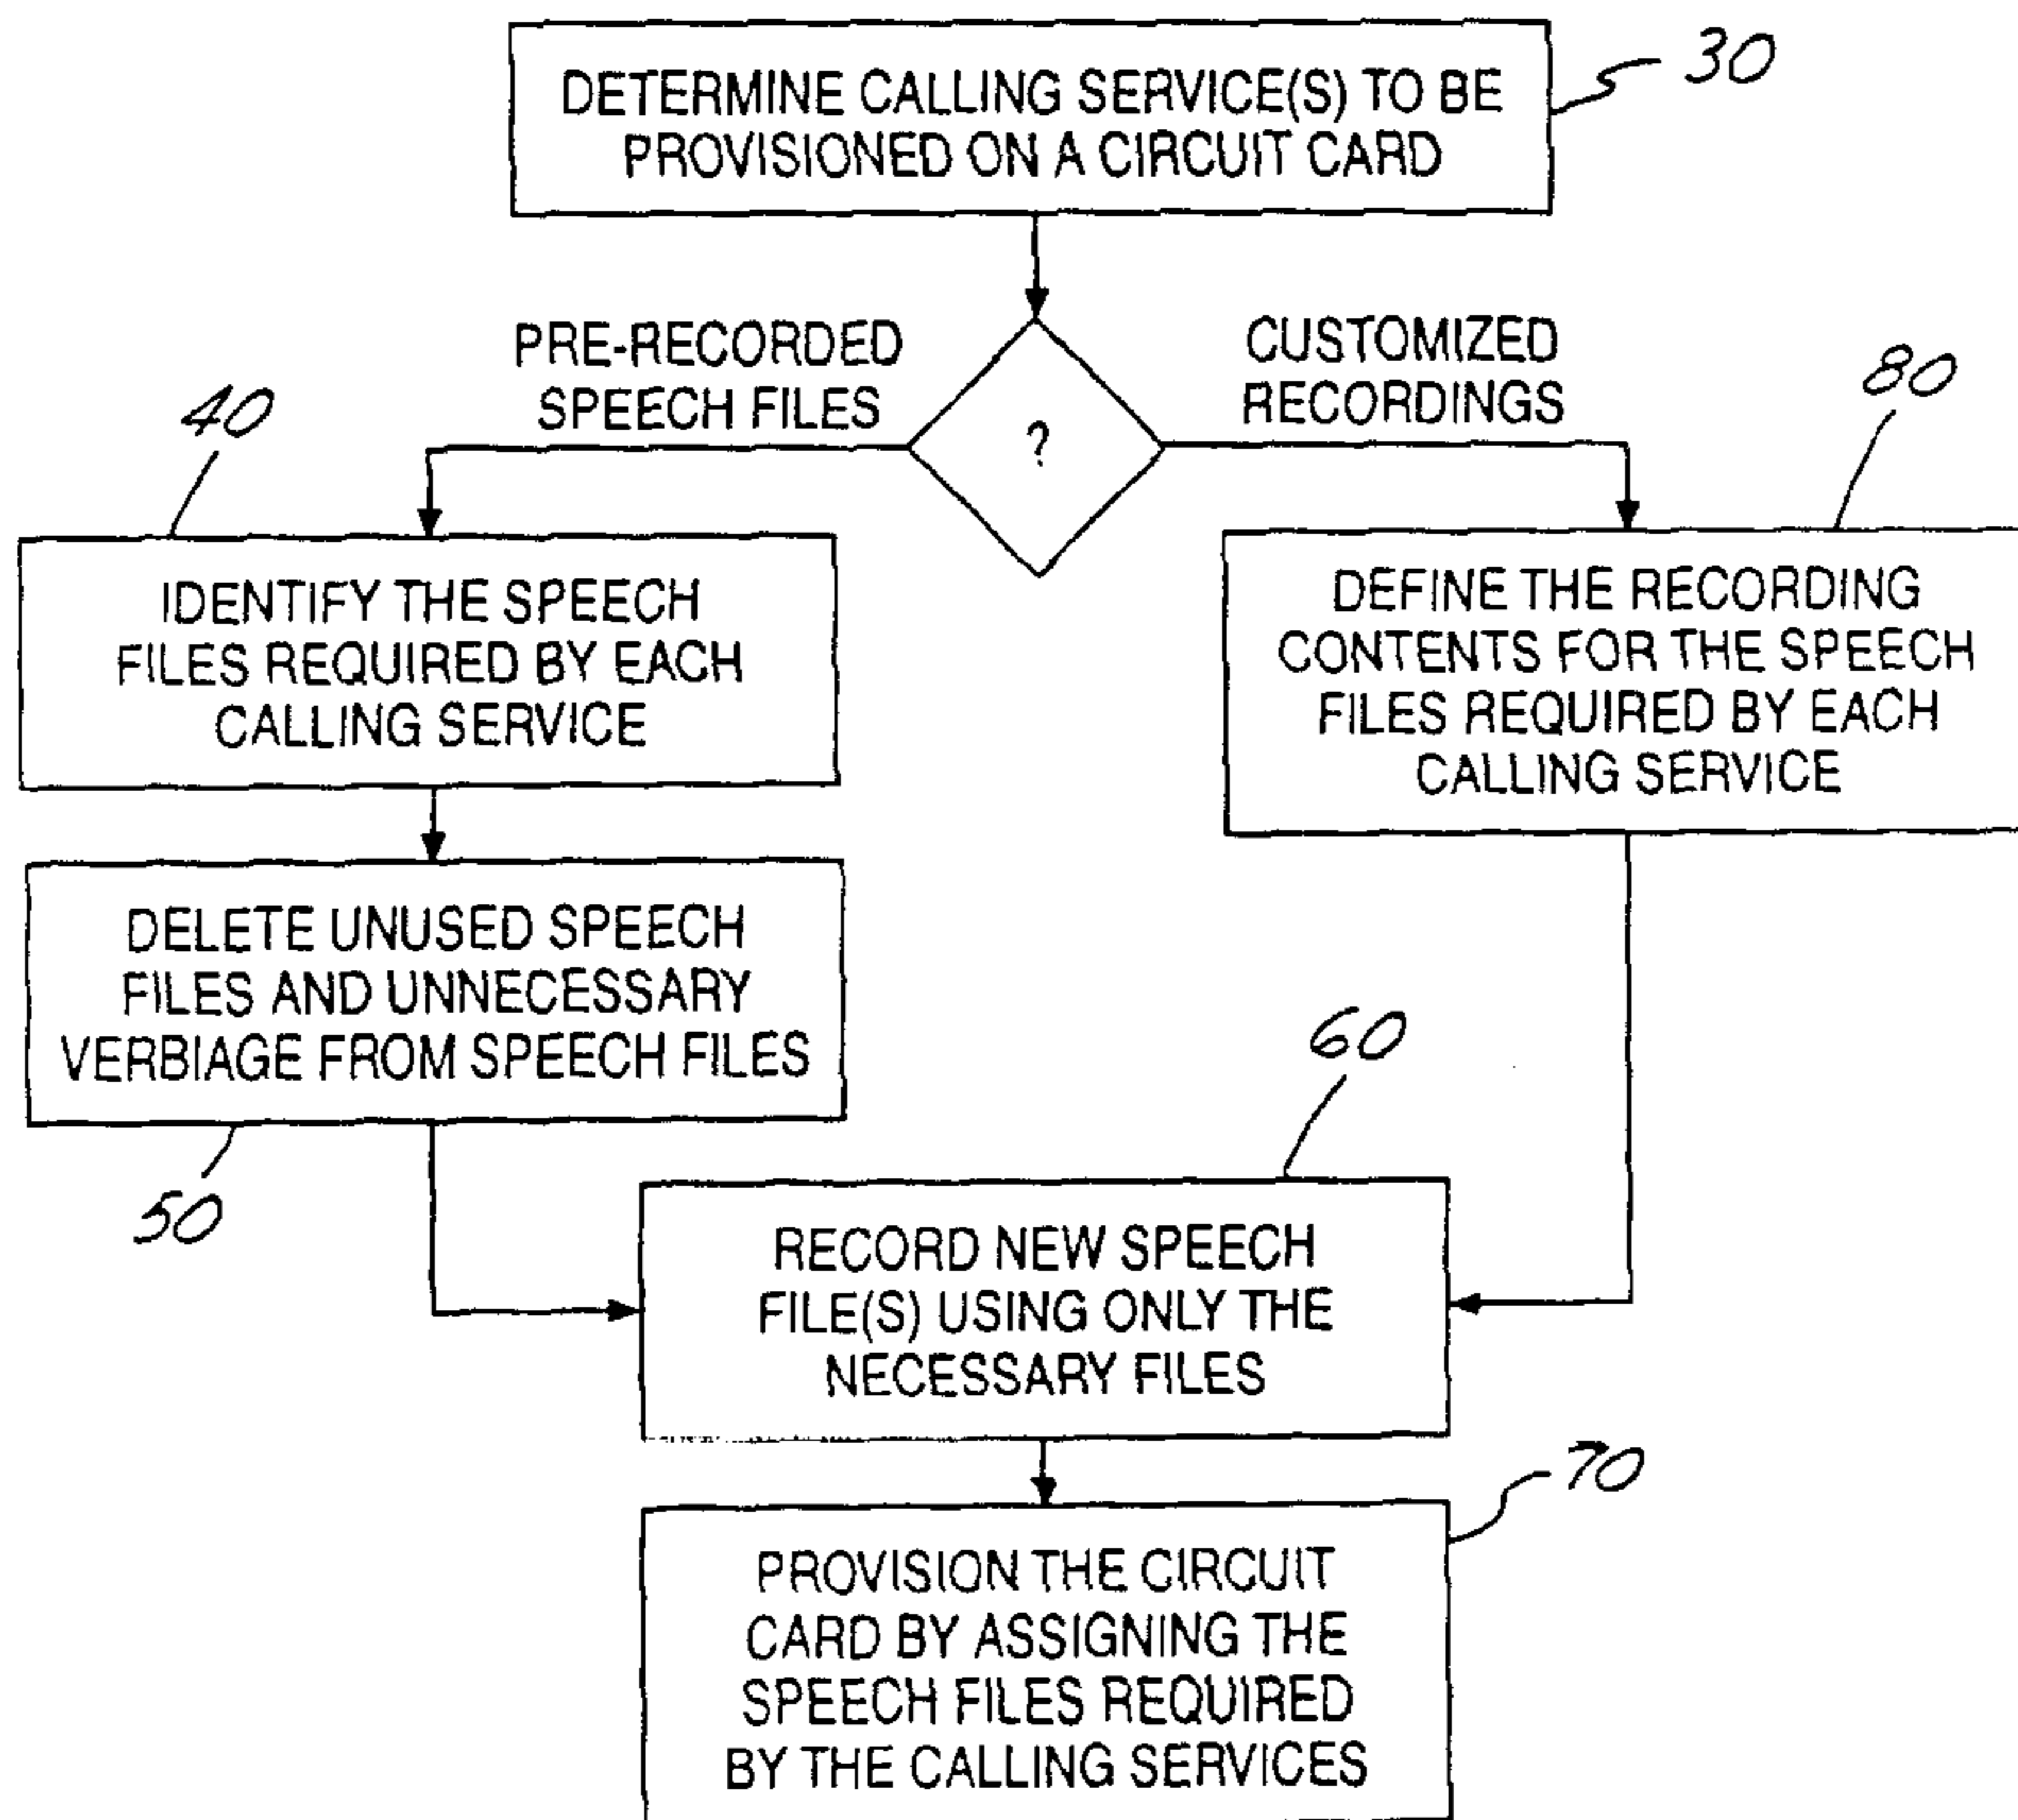 DETERMINE CALLING SERVICE(S) TO BE
PROVISIONED ON A CIRCUIT CARD
30
PRE-RECORDED
SPEECH FILES
?
CUSTOMIZED
RECORDINGS
40
80
IDENTIFY THE SPEECH
FILES REQUIRED BY EACH
CALLING SERVICE
DEFINE THE RECORDING
CONTENTS FOR THE SPEECH
FILES REQUIRED BY EACH
CALLING SERVICE
DELETE UNUSED SPEECH
FILES AND UNNECESSARY
VERBIAGE FROM SPEECH FILES
50
60
RECORD NEW SPEECH
FILE(S) USING ONLY THE
NECESSARY FILES
70
PROVISION THE CIRCUIT
CARD BY ASSIGNING THE
SPEECH FILES REQUIRED
BY THE CALLING SERVICES